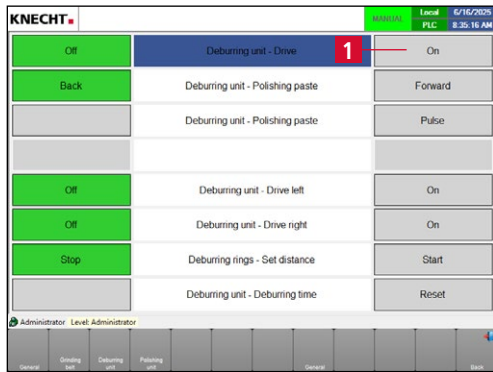 KNECHT
MANUAL
Local 6/16/2025
PLC 8:35:16 AM
Off Deburring unit - Drive 1 On
Back Deburring unit - Polishing paste Forward
Deburring unit - Polishing paste Pulse
Off Deburring unit - Drive left On
Off Deburring unit - Drive right On
Stop Deburring rings - Set distance Start
Deburring unit - Deburring time Reset
Administrator Level: Administrator
General Grinding belt Deburring unit Polishing unit General Back